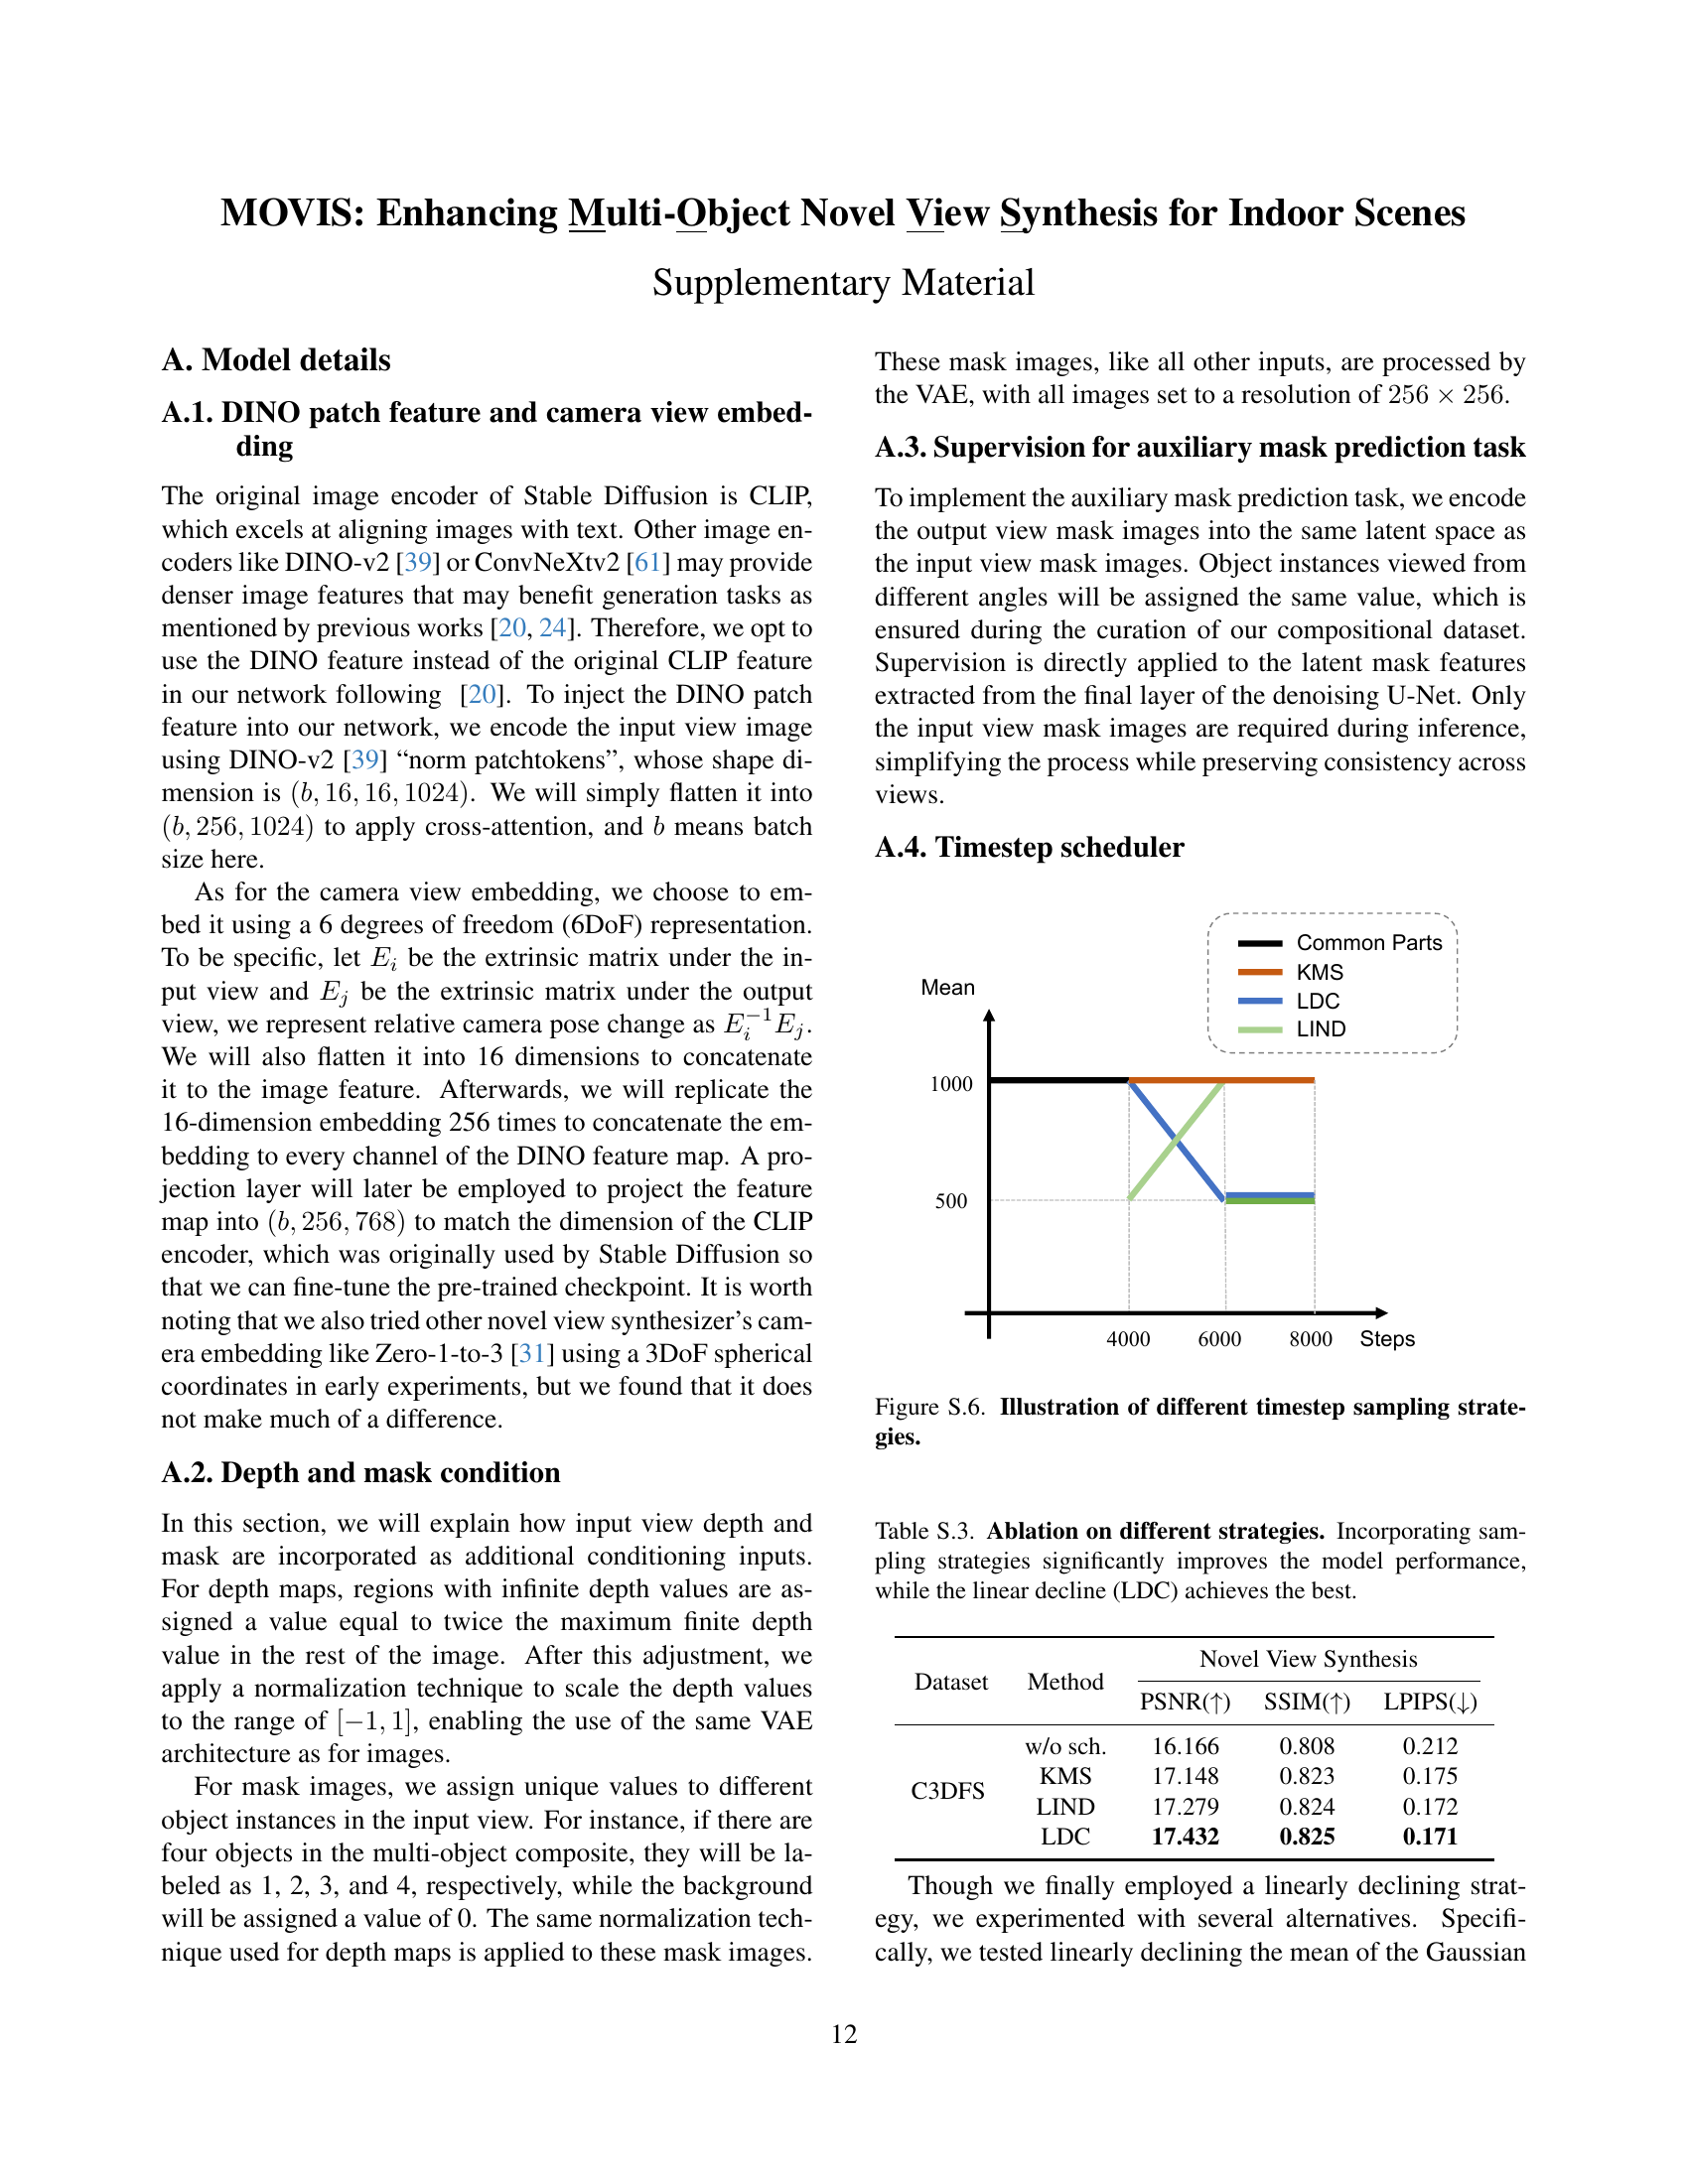 MOVIS: Enhancing Multi-Object Novel View Synthesis for Indoor Scenes
Supplementary Material
A. Model details
A.1. DINO patch feature and camera view embed-
ding
The original image encoder of Stable Diffusion is CLIP,
which excels at aligning images with text. Other image en-
coders like DINO-v2 [39] or ConvNeXtv2 [61] may provide
denser image features that may benefit generation tasks as
mentioned by previous works [20, 24]. Therefore, we opt to
use the DINO feature instead of the original CLIP feature
in our network following [20]. To inject the DINO patch
feature into our network, we encode the input view image
using DINO-v2 [39] “norm patchtokens”, whose shape di-
mension is (b, 16, 16, 1024). We will simply flatten it into
(b, 256, 1024) to apply cross-attention, and b means batch
size here.
As for the camera view embedding, we choose to em-
bed it using a 6 degrees of freedom (6DoF) representation.
To be specific, let E_i be the extrinsic matrix under the in-
put view and E_j be the extrinsic matrix under the output
view, we represent relative camera pose change as E_i^{-1}E_j.
We will also flatten it into 16 dimensions to concatenate
it to the image feature. Afterwards, we will replicate the
16-dimension embedding 256 times to concatenate the em-
bedding to every channel of the DINO feature map. A pro-
jection layer will later be employed to project the feature
map into (b, 256, 768) to match the dimension of the CLIP
encoder, which was originally used by Stable Diffusion so
that we can fine-tune the pre-trained checkpoint. It is worth
noting that we also tried other novel view synthesizer’s cam-
era embedding like Zero-1-to-3 [31] using a 3DoF spherical
coordinates in early experiments, but we found that it does
not make much of a difference.
A.2. Depth and mask condition
In this section, we will explain how input view depth and
mask are incorporated as additional conditioning inputs.
For depth maps, regions with infinite depth values are as-
signed a value equal to twice the maximum finite depth
value in the rest of the image. After this adjustment, we
apply a normalization technique to scale the depth values
to the range of [−1, 1], enabling the use of the same VAE
architecture as for images.
For mask images, we assign unique values to different
object instances in the input view. For instance, if there are
four objects in the multi-object composite, they will be la-
beled as 1, 2, 3, and 4, respectively, while the background
will be assigned a value of 0. The same normalization tech-
nique used for depth maps is applied to these mask images.
These mask images, like all other inputs, are processed by
the VAE, with all images set to a resolution of 256 × 256.
A.3. Supervision for auxiliary mask prediction task
To implement the auxiliary mask prediction task, we encode
the output view mask images into the same latent space as
the input view mask images. Object instances viewed from
different angles will be assigned the same value, which is
ensured during the curation of our compositional dataset.
Supervision is directly applied to the latent mask features
extracted from the final layer of the denoising U-Net. Only
the input view mask images are required during inference,
simplifying the process while preserving consistency across
views.
A.4. Timestep scheduler
Common Parts
KMS
LDC
LIND
Mean
1000
500
4000 6000 8000 Steps
Figure S.6. Illustration of different timestep sampling strate-
gies.
Table S.3. Ablation on different strategies. Incorporating sam-
pling strategies significantly improves the model performance,
while the linear decline (LDC) achieves the best.
Dataset Method Novel View Synthesis
PSNR(↑) SSIM(↑) LPIPS(↓)
C3DFS
w/o sch. 16.166 0.808 0.212
KMS 17.148 0.823 0.175
LIND 17.279 0.824 0.172
LDC 17.432 0.825 0.171
Though we finally employed a linearly declining strat-
egy, we experimented with several alternatives. Specifi-
cally, we tested linearly declining the mean of the Gaussian
12